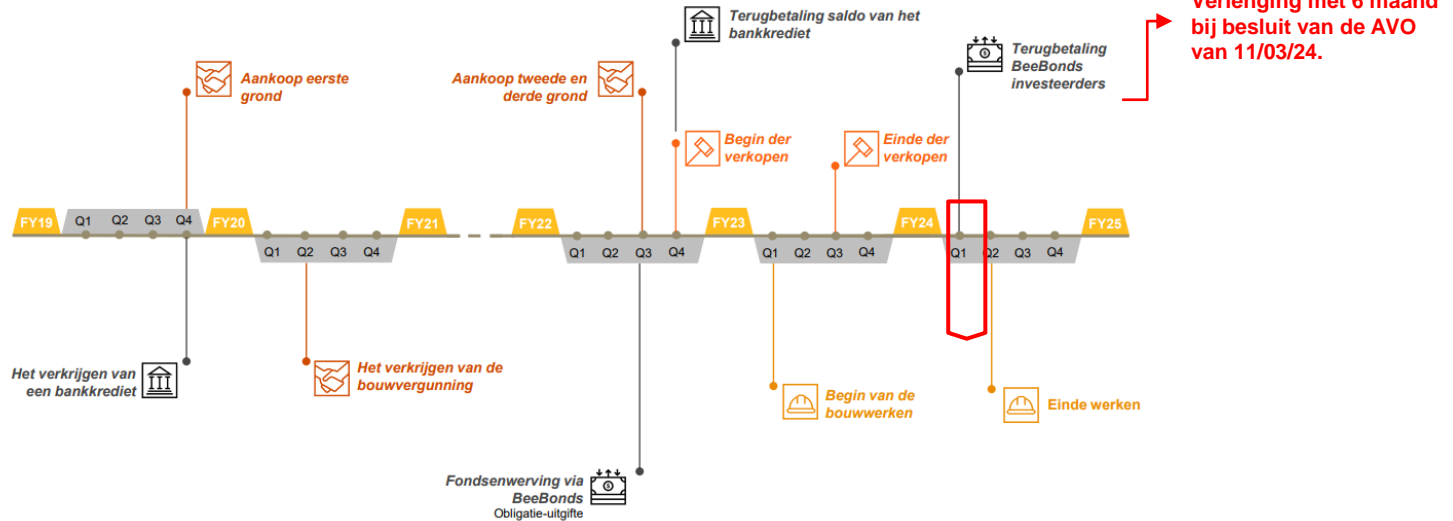 Verlenging met 6 maand
bij besluit van de AVO
van 11/03/24.
Terugbetaling saldo van het
bankkrediet
Terugbetaling
BeeBonds
investeerders
Aankoop eerste
grond
Aankoop tweede en
derde grond
Begin der
verkopen
Einde der
verkopen
FY19 Q1 Q2 Q3 Q4 FY20 FY21 FY22 FY23 FY24 FY25
Q1 Q2 Q3 Q4 Q1 Q2 Q3 Q4 Q1 Q2 Q3 Q4 Q1 Q2 Q3 Q4
Het verkrijgen van
een bankkrediet
Het verkrijgen van de
bouwvergunning
Begin van de
bouwwerken
Einde werken
Fondsenwerving via
BeeBonds
Obligatie-uitgifte